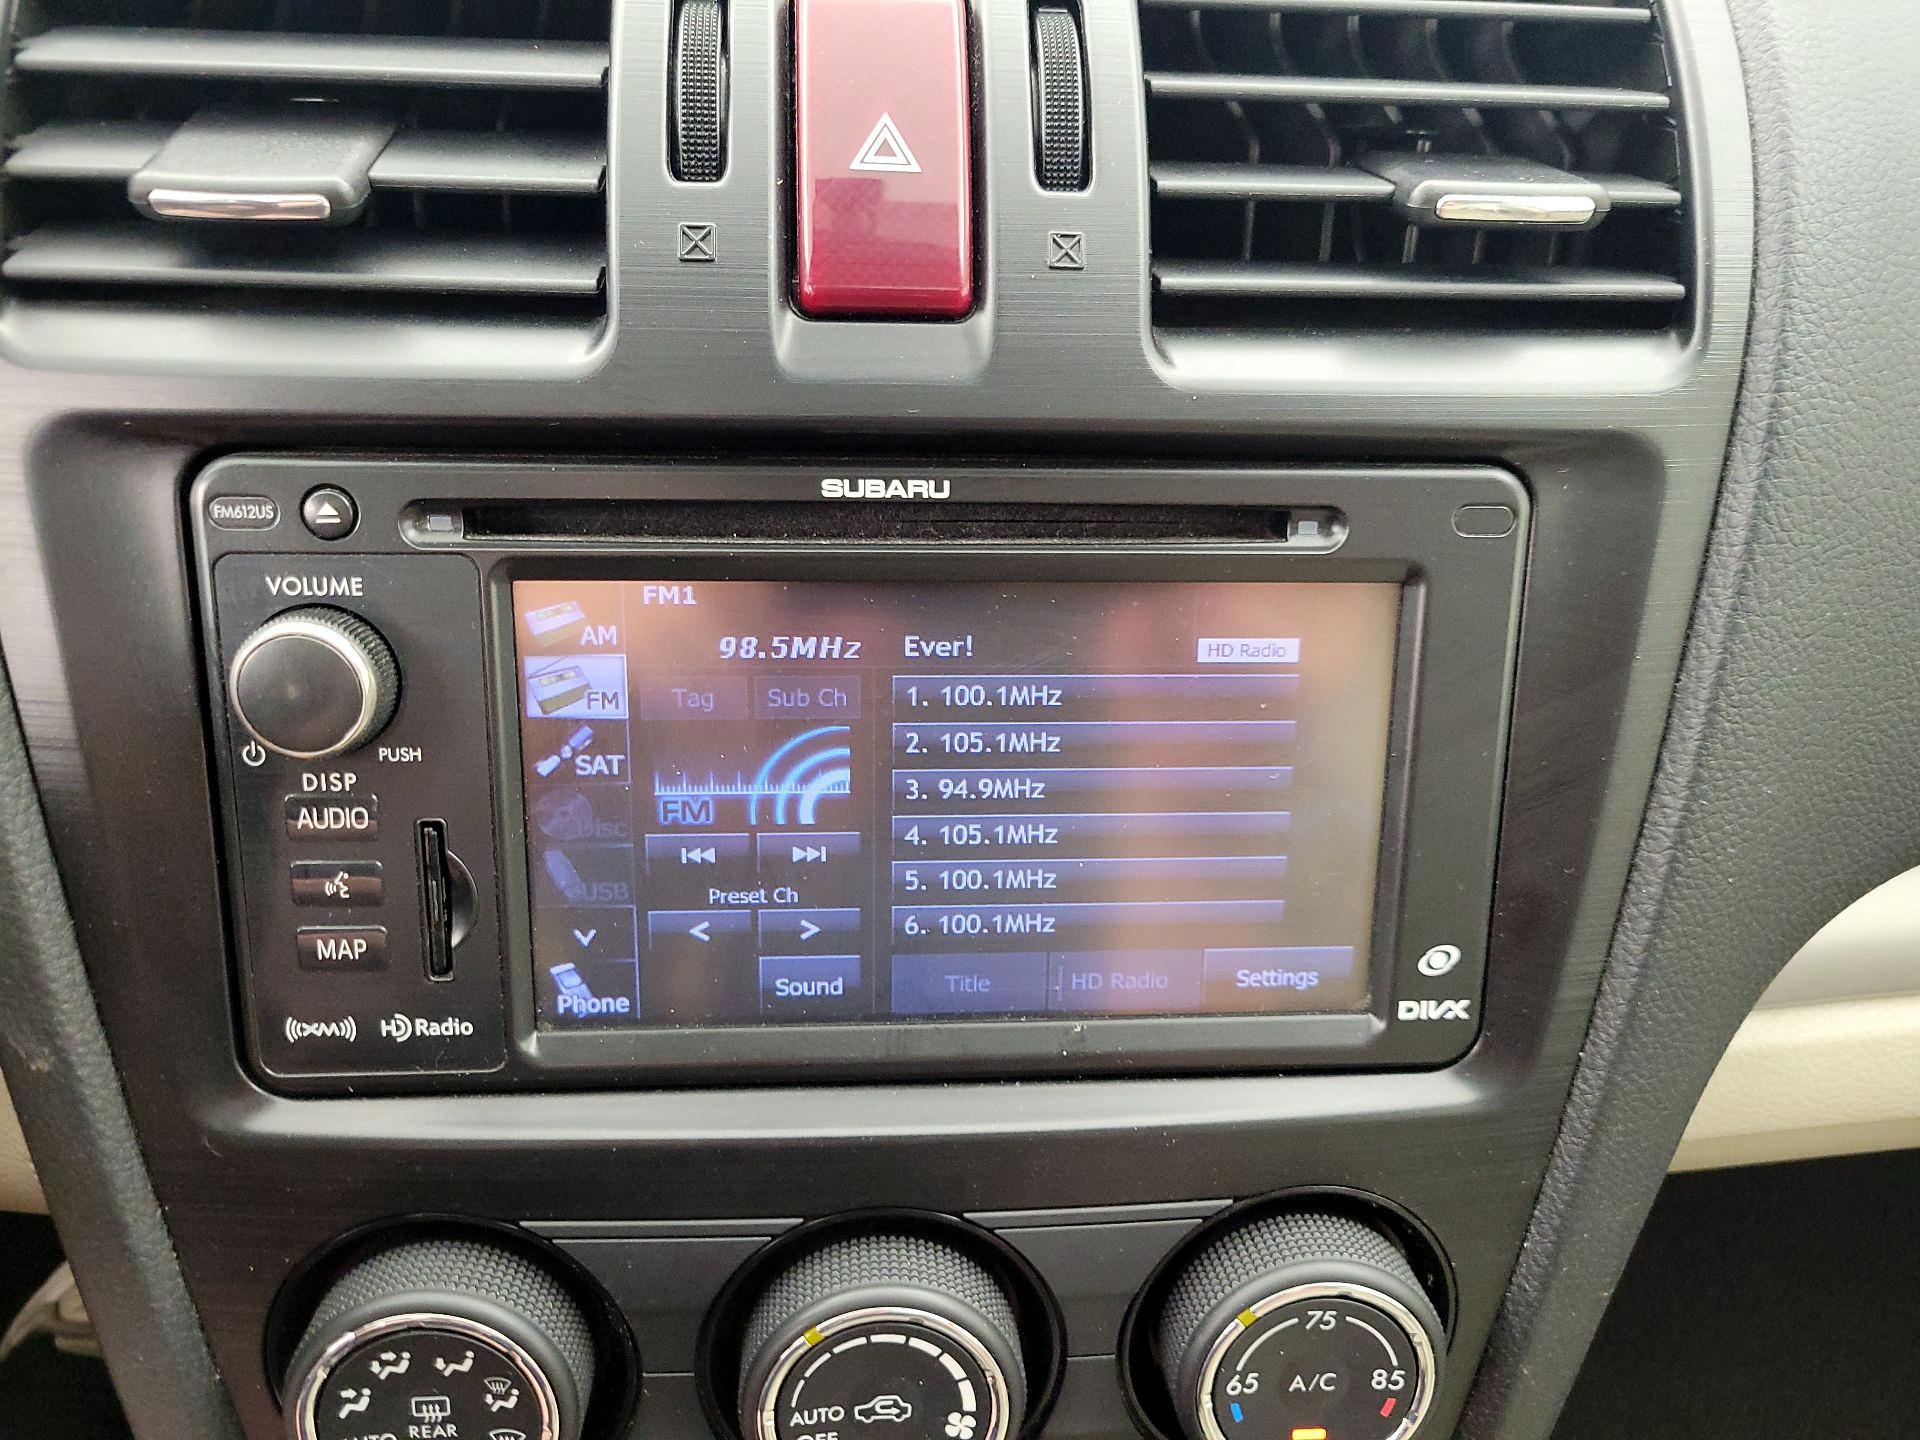 SUBARU
FM612US
VOLUME
PUSH
DISP
AUDIO
MAP
((XM))
HD Radio
FM1
AM
98.5MHz
Ever!
HD Radio
FM
Tag
Sub Ch
1. 100.1MHz
SAT
2. 105.1MHz
FM
3. 94.9MHz
Disc
4. 105.1MHz
USB
5. 100.1MHz
Preset Ch
< >
6. 100.1MHz
Sound
Title
HD Radio
Settings
Phone
DIVX
REAR
AUTO
AUTO
OFF
75
65
A/C
85